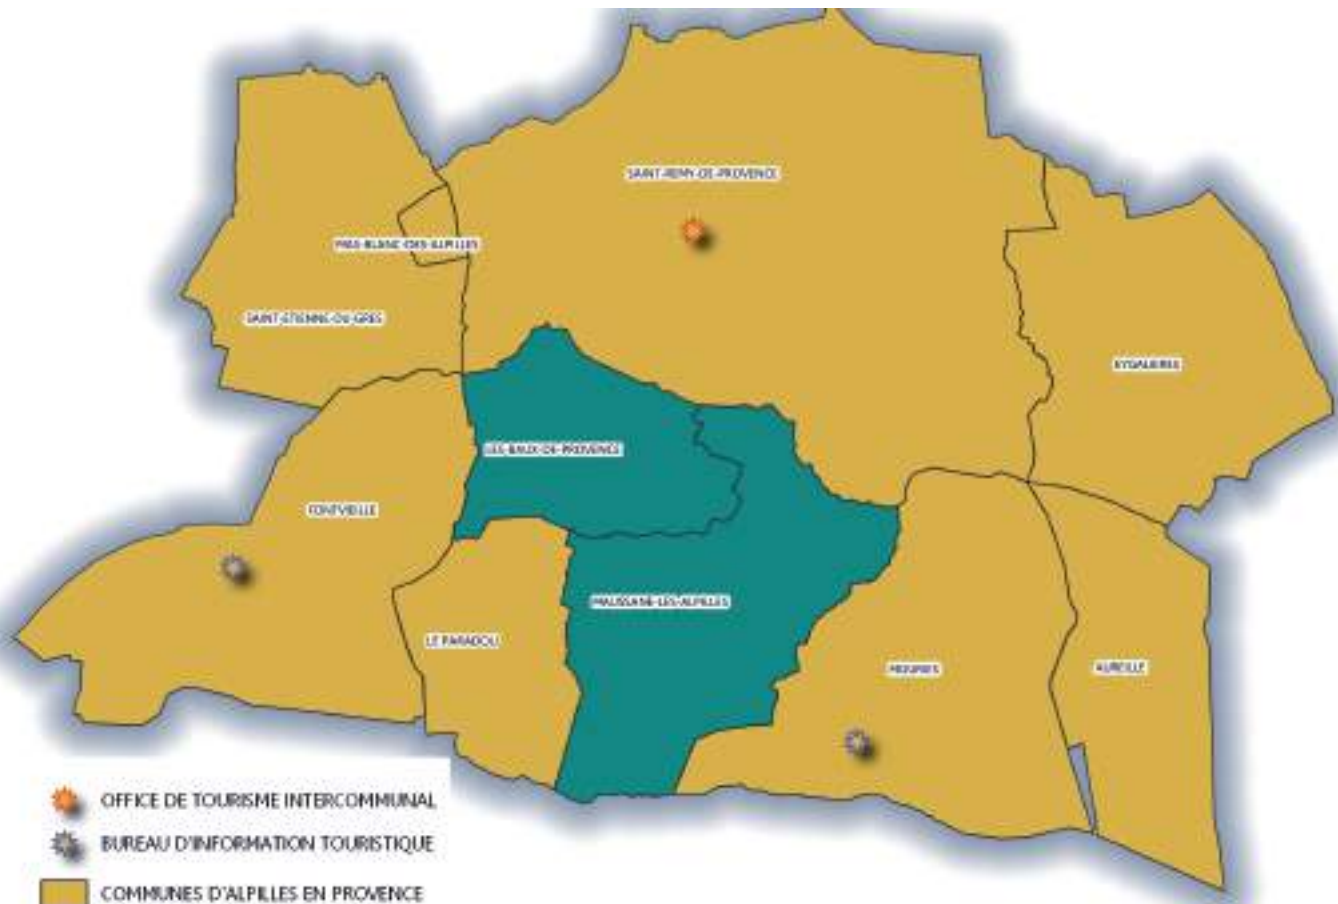 SAINT-REMY-DE-PROVENCE
MAS-BLANC-DES-ALPILLES
SAINT-ETIENNE-DU-GRES
EYGALIERES
LES-BAUX-DE-PROVENCE
FONTVIEILLE
MAUSSANE-LES-ALPILLES
LE PARADOU
MOURIES
AUREILLE
OFFICE DE TOURISME INTERCOMMUNAL
BUREAU D'INFORMATION TOURISTIQUE
COMMUNES D'ALPILLES EN PROVENCE